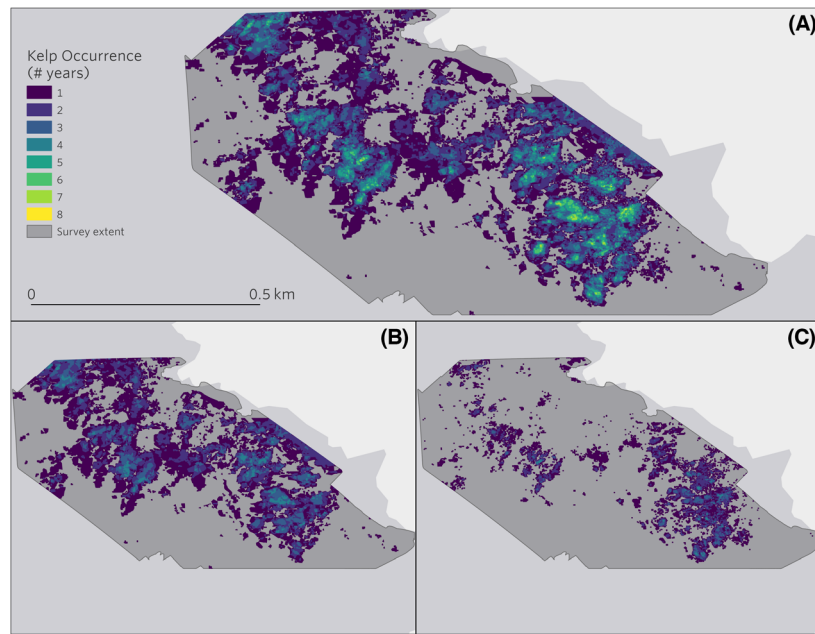 (A)
Kelp Occurrence
(# years)
1
2
3
4
5
6
7
8
Survey extent
0 0.5 km
(B)
(C)